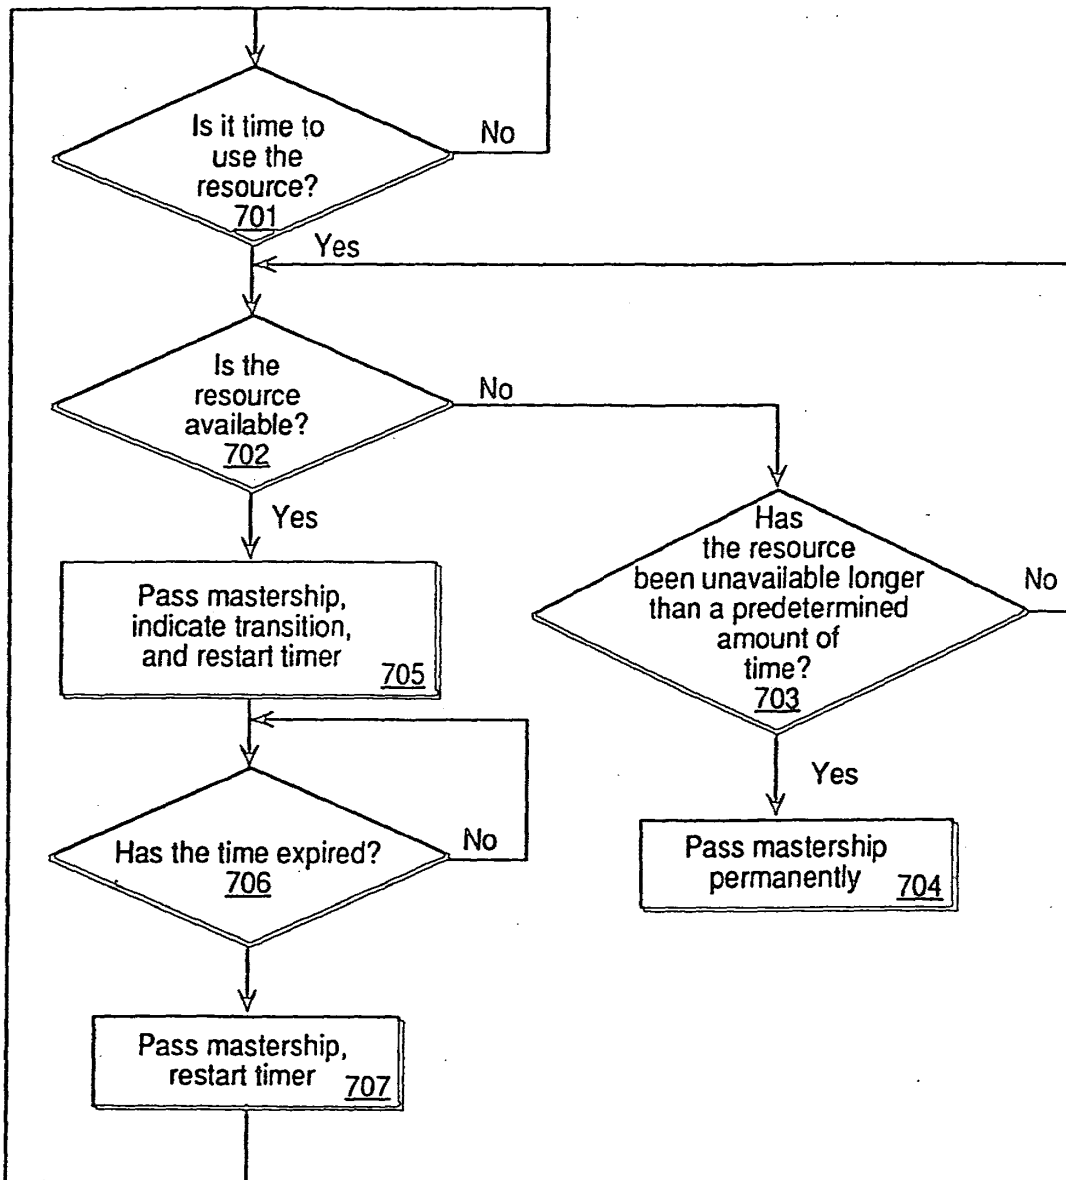 Is it time to
use the
resource?
701
No
Yes
Is the
resource
available?
702
No
Yes
Has
the resource
been unavailable longer
than a predetermined
amount of
time?
703
No
Yes
Pass mastership
permanently
704
Pass mastership,
indicate transition,
and restart timer
705
Has the time expired?
706
No
Pass mastership,
restart timer
707